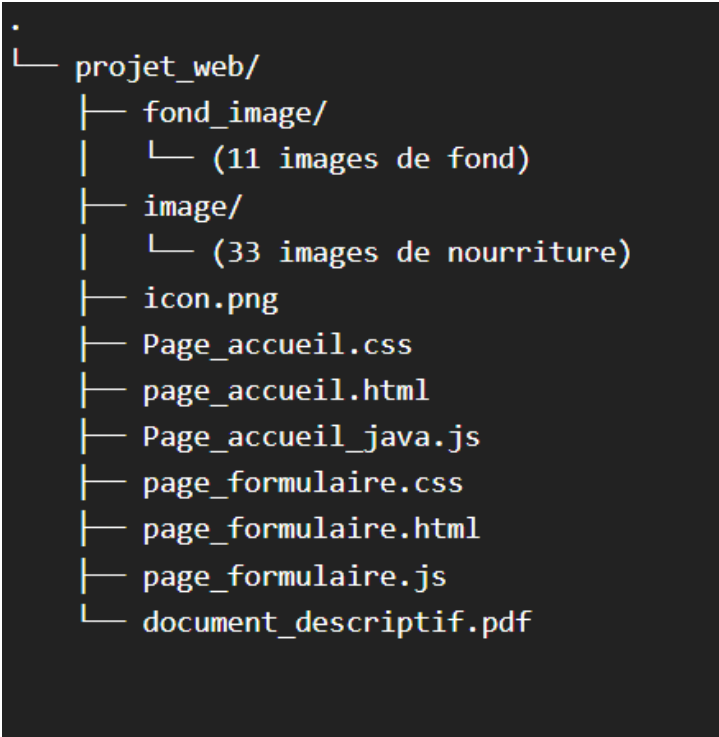 .
└── projet_web/
    ├── fond_image/
    │   └── (11 images de fond)
    ├── image/
    │   └── (33 images de nourriture)
    ├── icon.png
    ├── Page_accueil.css
    ├── page_accueil.html
    ├── Page_accueil_java.js
    ├── page_formulaire.css
    ├── page_formulaire.html
    ├── page_formulaire.js
    └── document_descriptif.pdf